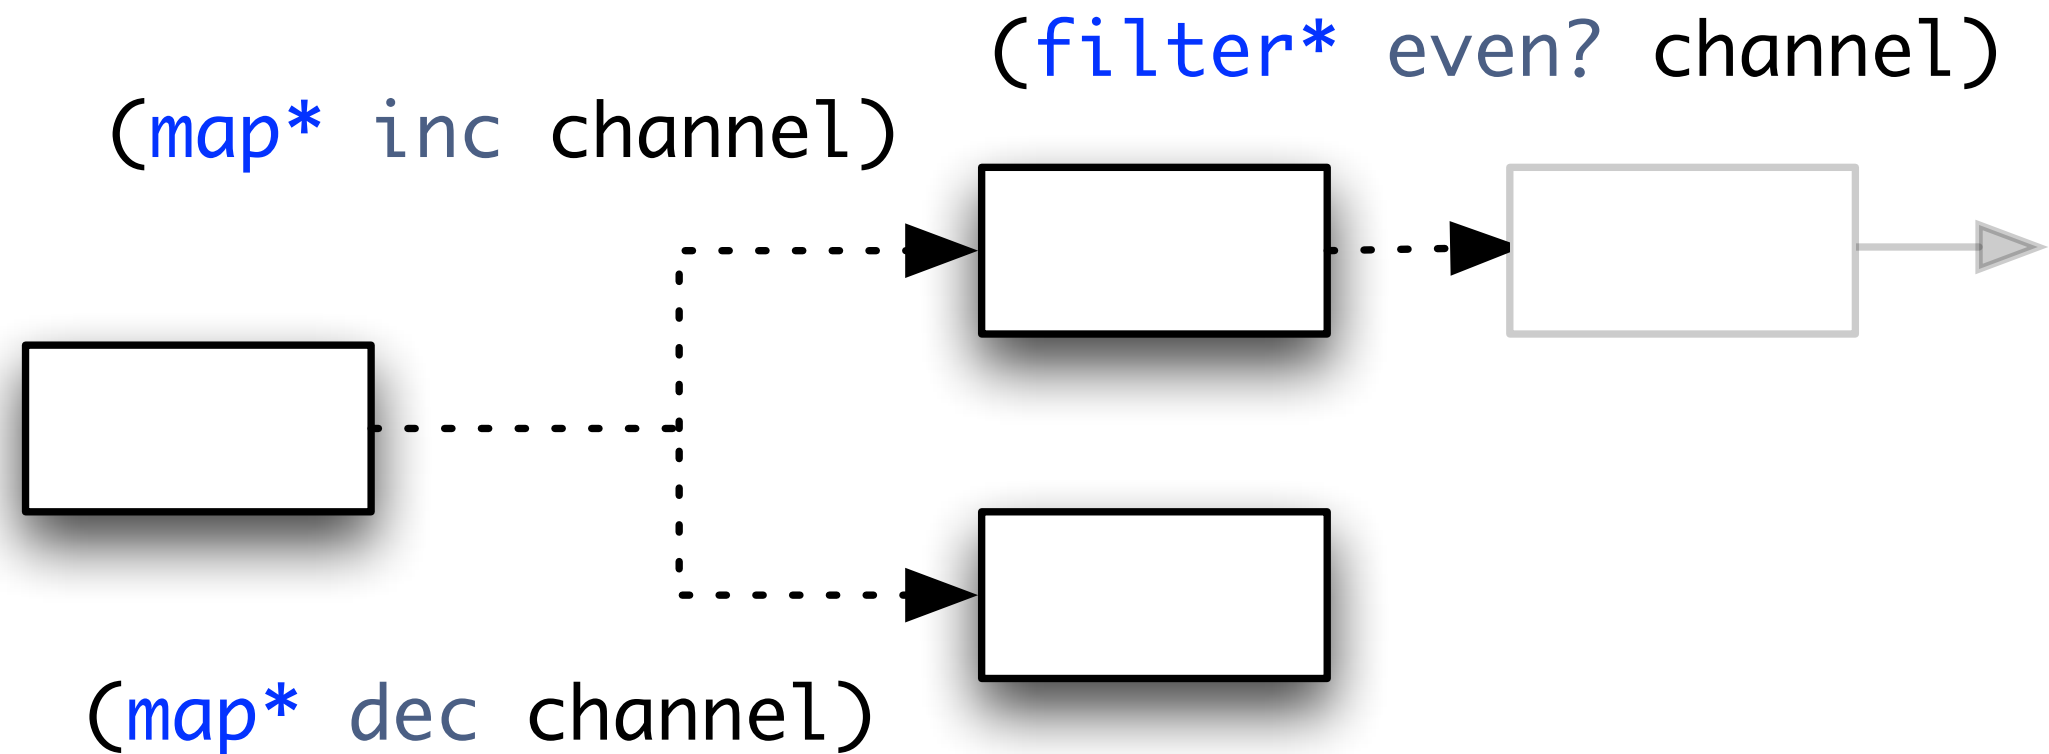 (filter* even? channel)
(map* inc channel)
(map* dec channel)